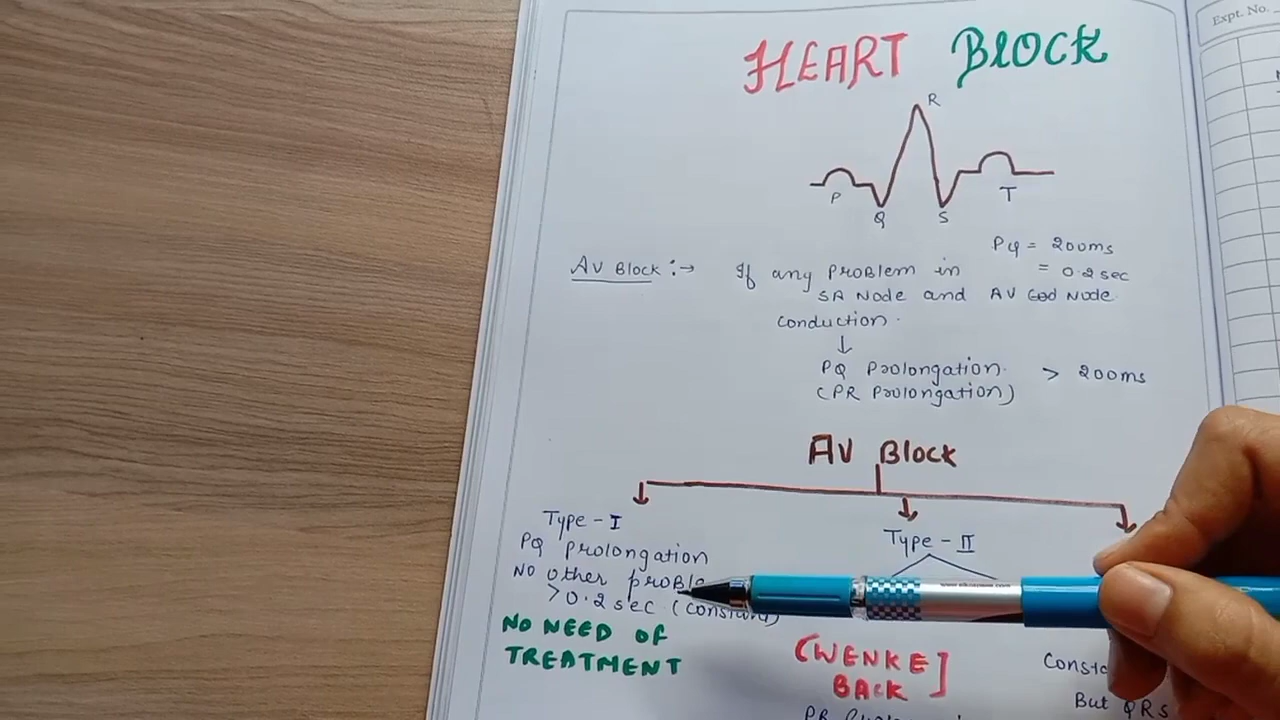 Expt. No.
HEART BLOCK
R
P
Q
S
T
PQ = 200ms
= 0.2 sec
AV Block :→ If any Problem in
SA Node and AV Node
conduction.
↓
PQ Prolongation. > 200ms
(PR Prolongation)
AV Block
Type - I
PQ Prolongation
NO other
>0.2 sec (constant)
NO NEED OF
TREATMENT
Type - II
[WENKE
BACK]
But QRS